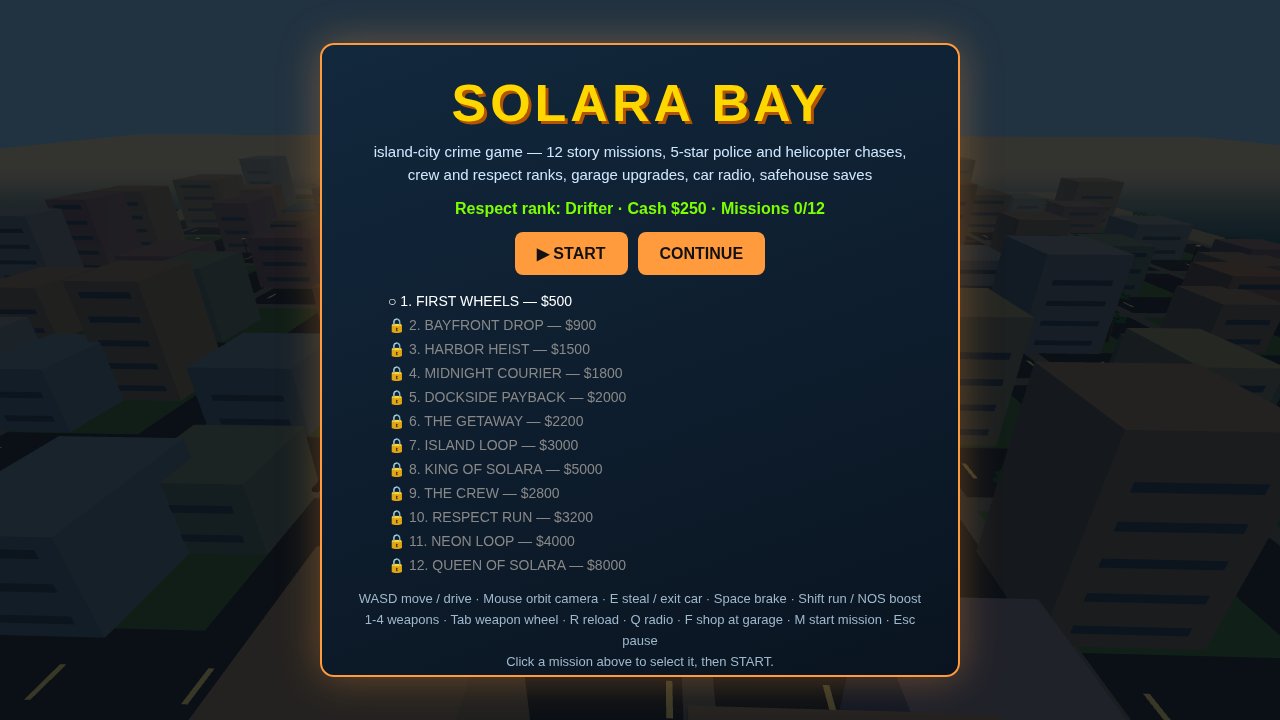 SOLARA BAY
island-city crime game — 12 story missions, 5-star police and helicopter chases,
crew and respect ranks, garage upgrades, car radio, safehouse saves
Respect rank: Drifter · Cash $250 · Missions 0/12
▶ START
CONTINUE
○ 1. FIRST WHEELS — $500
🔒 2. BAYFRONT DROP — $900
🔒 3. HARBOR HEIST — $1500
🔒 4. MIDNIGHT COURIER — $1800
🔒 5. DOCKSIDE PAYBACK — $2000
🔒 6. THE GETAWAY — $2200
🔒 7. ISLAND LOOP — $3000
🔒 8. KING OF SOLARA — $5000
🔒 9. THE CREW — $2800
🔒 10. RESPECT RUN — $3200
🔒 11. NEON LOOP — $4000
🔒 12. QUEEN OF SOLARA — $8000
WASD move / drive · Mouse orbit camera · E steal / exit car · Space brake · Shift run / NOS boost
1-4 weapons · Tab weapon wheel · R reload · Q radio · F shop at garage · M start mission · Esc
pause
Click a mission above to select it, then START.